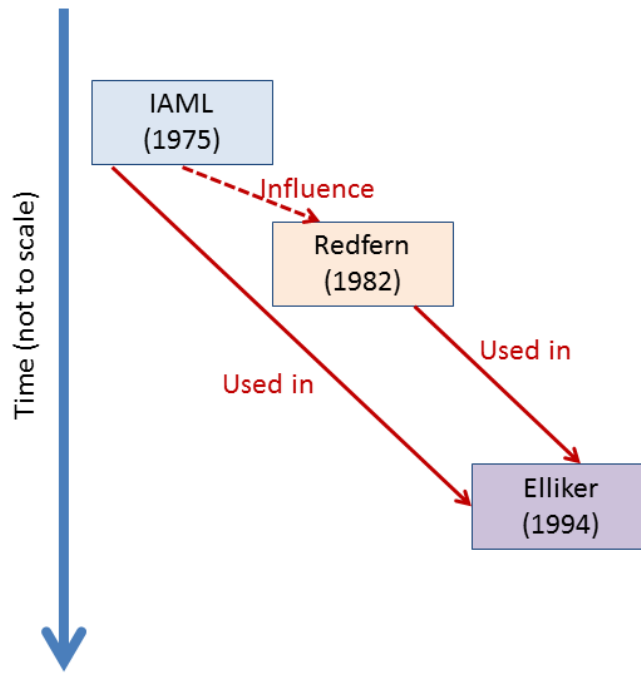 IAML
(1975)
Influence
Redfern
(1982)
Time (not to scale)
Used in
Used in
Elliker
(1994)